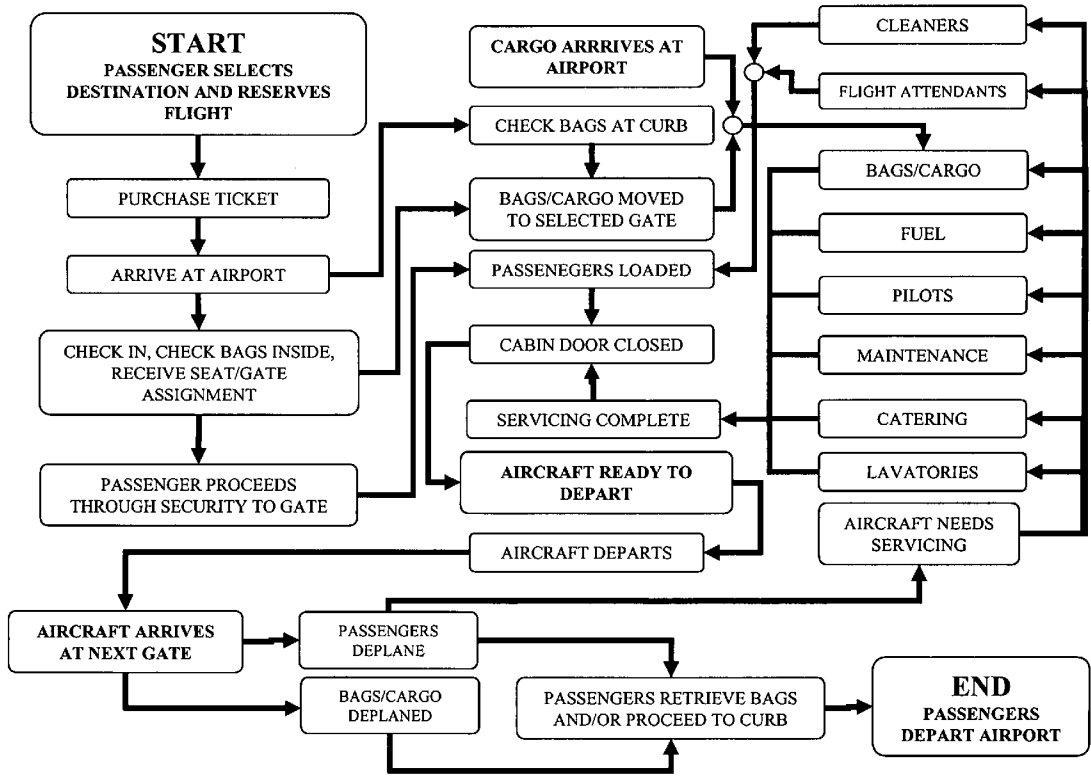 START
PASSENGER SELECTS
DESTINATION AND RESERVES
FLIGHT
PURCHASE TICKET
ARRIVE AT AIRPORT
CHECK IN, CHECK BAGS INSIDE,
RECEIVE SEAT/GATE
ASSIGNMENT
PASSENGER PROCEEDS
THROUGH SECURITY TO GATE
CARGO ARRRIVES AT
AIRPORT
CHECK BAGS AT CURB
BAGS/CARGO MOVED
TO SELECTED GATE
PASSENEGERS LOADED
CABIN DOOR CLOSED
SERVICING COMPLETE
AIRCRAFT READY TO
DEPART
AIRCRAFT DEPARTS
CLEANERS
FLIGHT ATTENDANTS
BAGS/CARGO
FUEL
PILOTS
MAINTENANCE
CATERING
LAVATORIES
AIRCRAFT NEEDS
SERVICING
AIRCRAFT ARRIVES
AT NEXT GATE
PASSENGERS
DEPLANE
BAGS/CARGO
DEPLANED
PASSENGERS RETRIEVE BAGS
AND/OR PROCEED TO CURB
END
PASSENGERS
DEPART AIRPORT